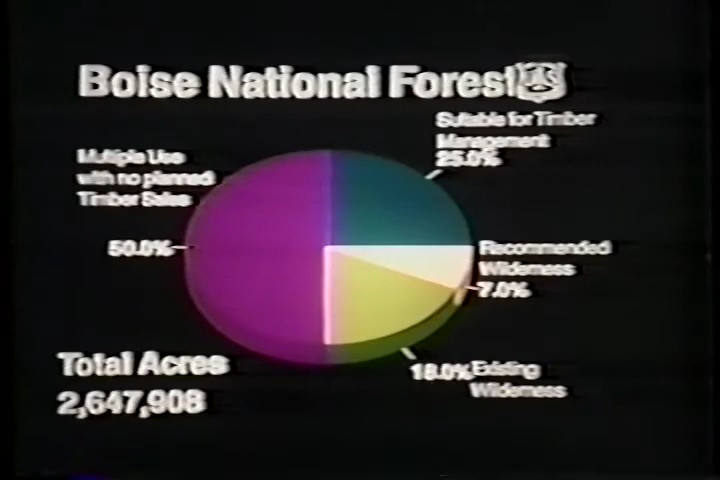 Boise National Forest
Suitable for Timber
Management
25.0%
Multiple Use
with no planned
Timber Sales
50.0%
Recommended
Wilderness
7.0%
18.0% Existing
Wilderness
Total Acres
2,647,908